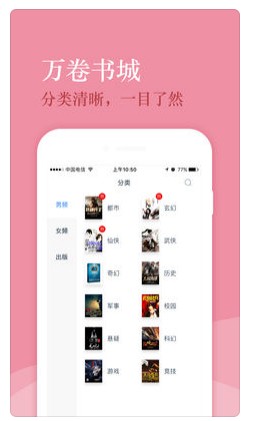 万卷书城
分类清晰，一目了然
中国电信
上午10:50
77%
分类
男频
女频
出版
都市
玄幻
仙侠
武侠
奇幻
历史
军事
校园
悬疑
科幻
游戏
竞技